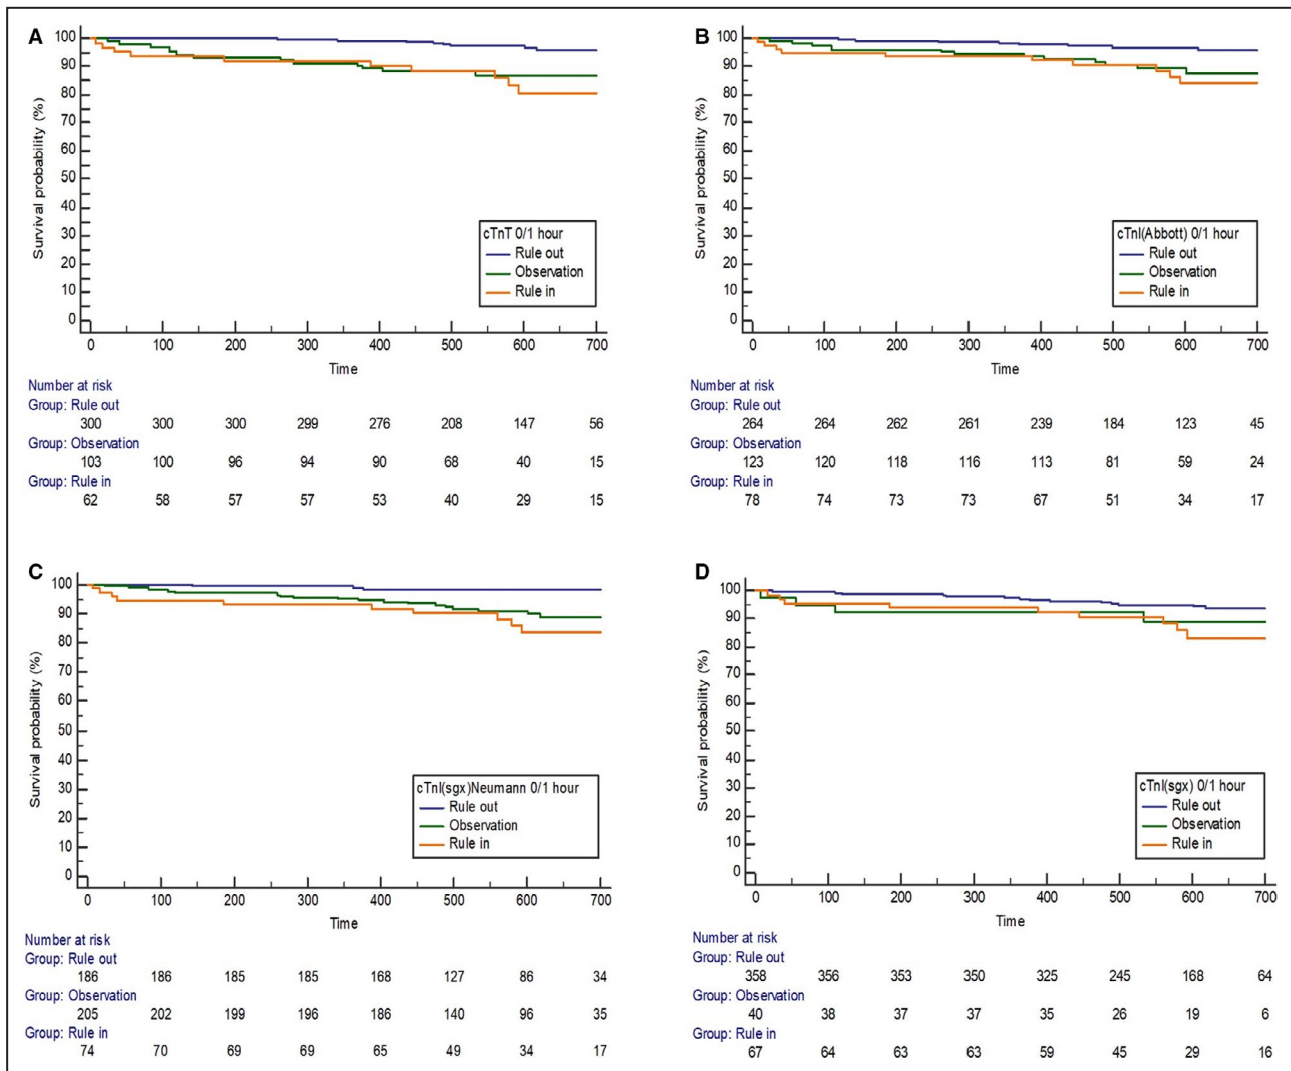 A
100
90
80
70
60
50
40
30
20
10
0
Survival probability (%)
cTnT 0/1 hour
Rule out
Observation
Rule in
0 100 200 300 400 500 600 700
Time
Number at risk
Group: Rule out
300 300 300 299 276 208 147 56
Group: Observation
103 100 96 94 90 68 40 15
Group: Rule in
62 58 57 57 53 40 29 15
B
100
90
80
70
60
50
40
30
20
10
0
Survival probability (%)
cTnI(Abbott) 0/1 hour
Rule out
Observation
Rule in
0 100 200 300 400 500 600 700
Time
Number at risk
Group: Rule out
264 264 262 261 239 184 123 45
Group: Observation
123 120 118 116 113 81 59 24
Group: Rule in
78 74 73 73 67 51 34 17
C
100
90
80
70
60
50
40
30
20
10
0
Survival probability (%)
cTnI(sgx)Neumann 0/1 hour
Rule out
Observation
Rule in
0 100 200 300 400 500 600 700
Time
Number at risk
Group: Rule out
186 186 185 185 168 127 86 34
Group: Observation
205 202 199 196 186 140 96 35
Group: Rule in
74 70 69 69 65 49 34 17
D
100
90
80
70
60
50
40
30
20
10
0
Survival probability (%)
cTnI(sgx) 0/1 hour
Rule out
Observation
Rule in
0 100 200 300 400 500 600 700
Time
Number at risk
Group: Rule out
358 356 353 350 325 245 168 64
Group: Observation
40 38 37 37 35 26 19 6
Group: Rule in
67 64 63 63 59 45 29 16